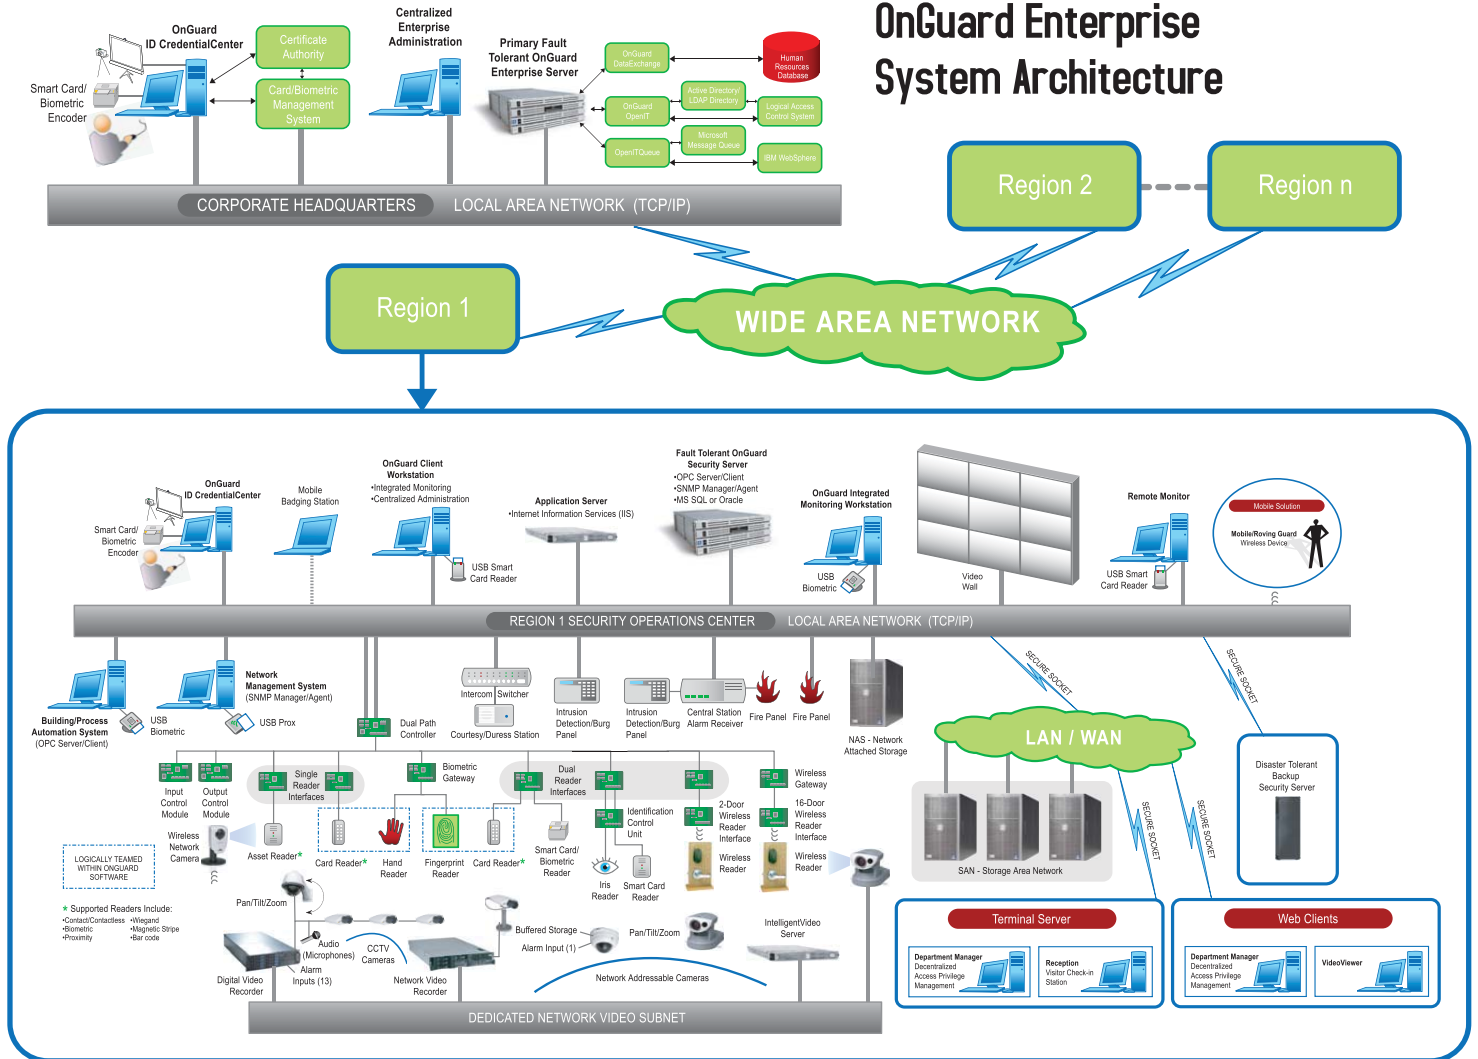 OnGuard Enterprise
System Architecture
OnGuard
ID CredentialCenter
Smart Card/
Biometric
Encoder
Certificate
Authority
Card/Biometric
Management
System
Centralized
Enterprise
Administration
Primary Fault
Tolerant OnGuard
Enterprise Server
OnGuard
DataExchange
Human
Resources
Database
OnGuard
OpenIT
Active Directory/
LDAP Directory
Logical Access
Control System
OpenITQueue
Microsoft
Message Queue
IBM WebSphere
CORPORATE HEADQUARTERS
LOCAL AREA NETWORK (TCP/IP)
Region 2
Region n
Region 1
WIDE AREA NETWORK
OnGuard
ID CredentialCenter
Smart Card/
Biometric
Encoder
Mobile
Badging Station
OnGuard Client
Workstation
•Integrated Monitoring
•Centralized Administration
USB Smart
Card Reader
Application Server
•Internet Information Services (IIS)
Fault Tolerant OnGuard
Security Server
•OPC Server/Client
•SNMP Manager/Agent
•MS SQL or Oracle
OnGuard Integrated
Monitoring Workstation
USB
Biometric
Video
Wall
Remote Monitor
USB Smart
Card Reader
Mobile Solution
Mobile/Roving Guard
Wireless Device
REGION 1 SECURITY OPERATIONS CENTER
LOCAL AREA NETWORK (TCP/IP)
Building/Process
Automation System
(OPC Server/Client)
USB
Biometric
Network
Management System
(SNMP Manager/Agent)
USB Prox
Dual Path
Controller
Intercom Switcher
Courtesy/Duress Station
Intrusion
Detection/Burg
Panel
Intrusion
Detection/Burg
Panel
Central Station
Alarm Receiver
Fire Panel
Fire Panel
NAS - Network
Attached Storage
SECURE SOCKET
SECURE SOCKET
LAN / WAN
Disaster Tolerant
Backup
Security Server
Input
Control
Module
Output
Control
Module
Single
Reader
Interfaces
Biometric
Gateway
Dual
Reader
Interfaces
Identification
Control
Unit
2-Door
Wireless
Reader
Interface
Wireless
Gateway
16-Door
Wireless
Reader
Interface
Wireless
Network
Camera
Asset Reader*
Card Reader*
Hand
Reader
Fingerprint
Reader
Card Reader*
Smart Card/
Biometric
Reader
Iris
Reader
Smart Card
Reader
Wireless
Reader
Wireless
Reader
SAN - Storage Area Network
SECURE SOCKET
SECURE SOCKET
LOGICALLY TEAMED
WITHIN ONGUARD
SOFTWARE
* Supported Readers Include:
•Contact/Contactless •Wiegand
•Biometric •Magnetic Stripe
•Proximity •Bar code
Pan/Tilt/Zoom
Audio
(Microphones)
Alarm
Inputs (13)
CCTV
Cameras
Digital Video
Recorder
Network Video
Recorder
Buffered Storage
Alarm Input (1)
Pan/Tilt/Zoom
Network Addressable Cameras
IntelligentVideo
Server
DEDICATED NETWORK VIDEO SUBNET
Terminal Server
Department Manager
Decentralized
Access Privilege
Management
Reception
Visitor Check-in
Station
Web Clients
Department Manager
Decentralized
Access Privilege
Management
VideoViewer